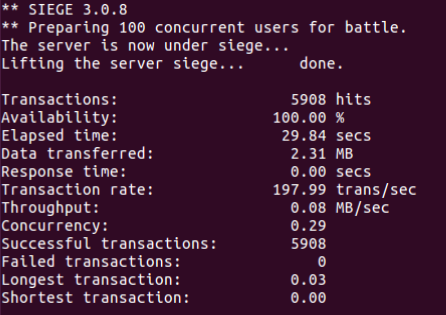 ** SIEGE 3.0.8
** Preparing 100 concurrent users for battle.
The server is now under siege...
Lifting the server siege...      done.

Transactions:                   5908 hits
Availability:                 100.00 %
Elapsed time:                  29.84 secs
Data transferred:               2.31 MB
Response time:                  0.00 secs
Transaction rate:             197.99 trans/sec
Throughput:                     0.08 MB/sec
Concurrency:                    0.29
Successful transactions:        5908
Failed transactions:               0
Longest transaction:            0.03
Shortest transaction:           0.00